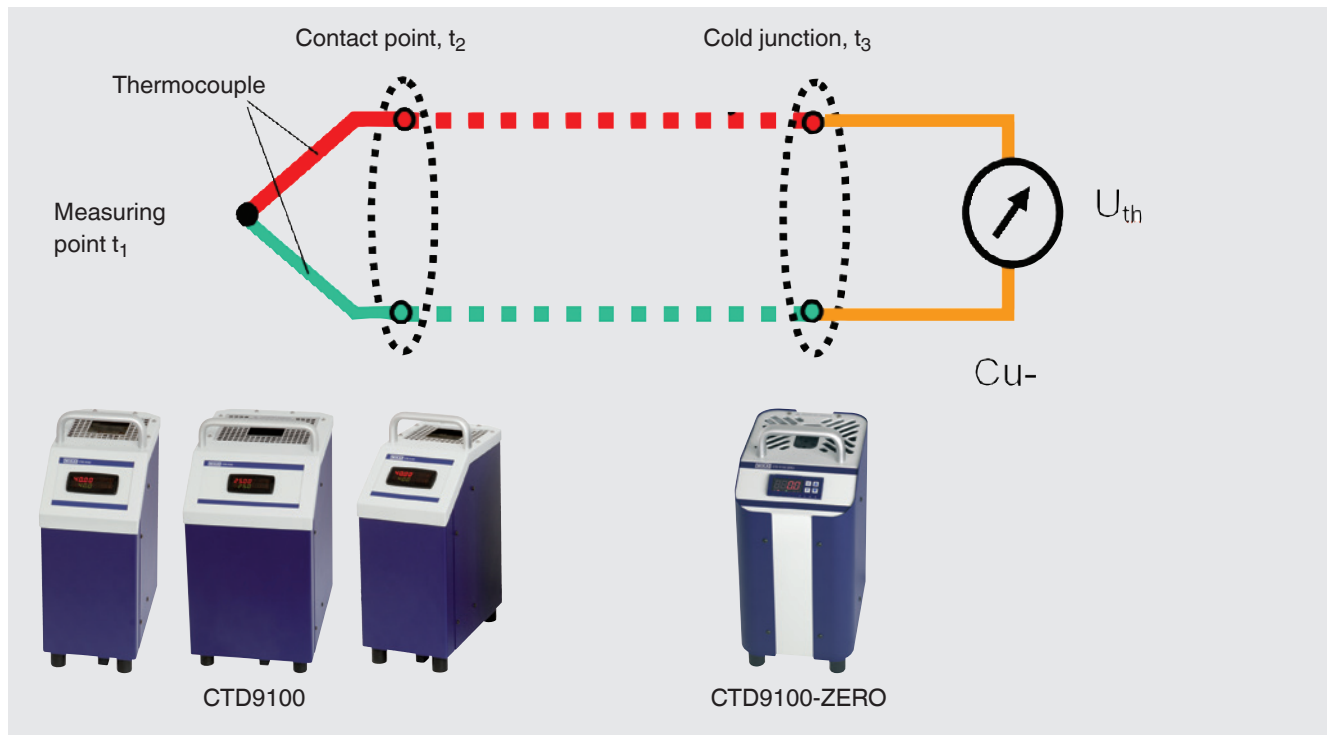 Contact point, t₂
Cold junction, t₃
Thermocouple
Measuring
point t₁
Uₜₕ
Cu-
CTD9100
CTD9100-ZERO